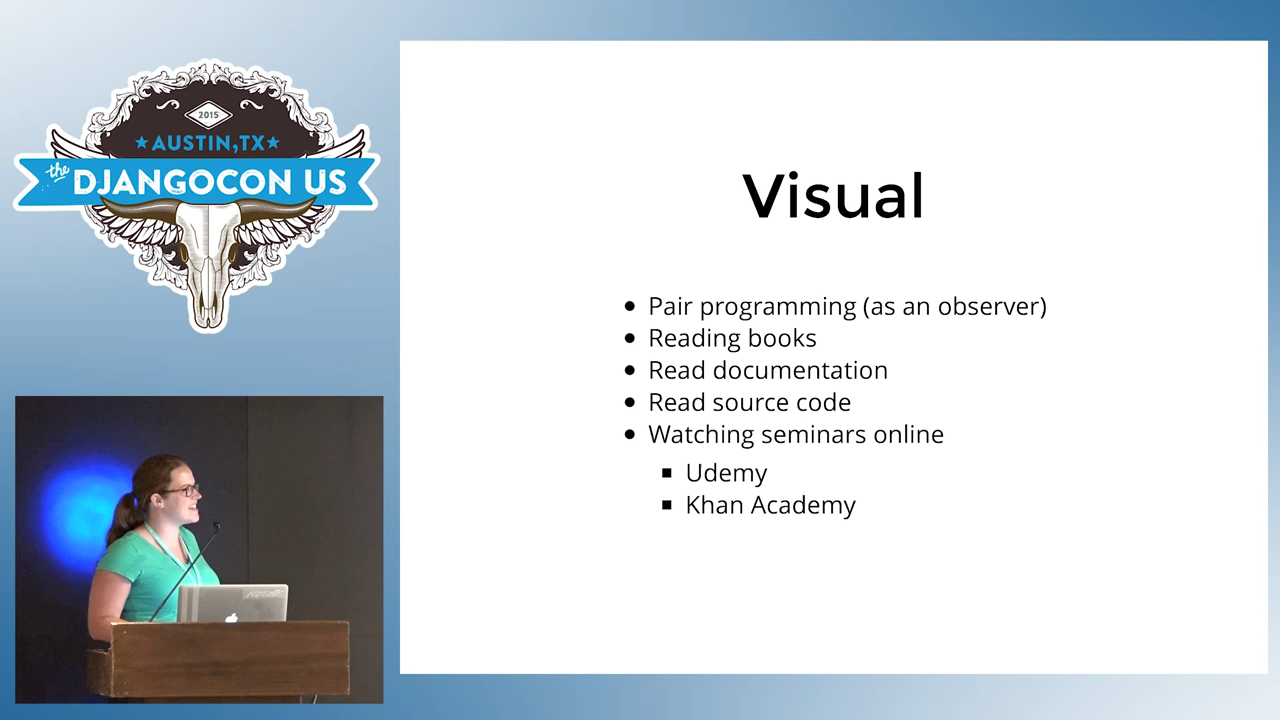 2015
AUSTIN,TX
the
DJANGOCON US
Visual
Pair programming (as an observer)
Reading books
Read documentation
Read source code
Watching seminars online
Udemy
Khan Academy